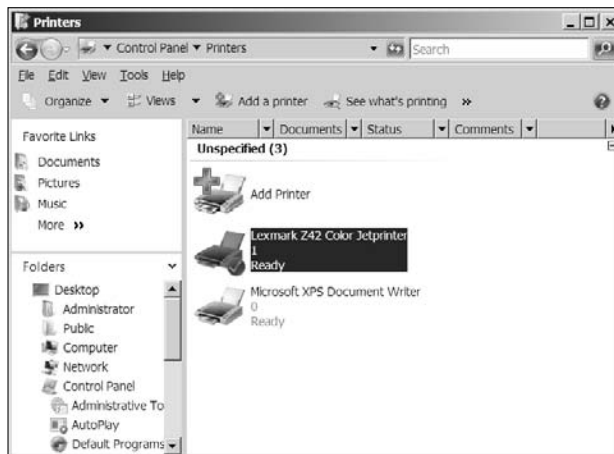 Printers
Control Panel Printers
Search
File Edit View Tools Help
Organize Views Add a printer See what's printing »
Favorite Links
Documents
Pictures
Music
More »
Folders
Desktop
Administrator
Public
Computer
Network
Control Panel
Administrative To
AutoPlay
Default Programs
Name Documents Status Comments
Unspecified (3)
Add Printer
Lexmark Z42 Color Jetprinter
1
Ready
Microsoft XPS Document Writer
0
Ready